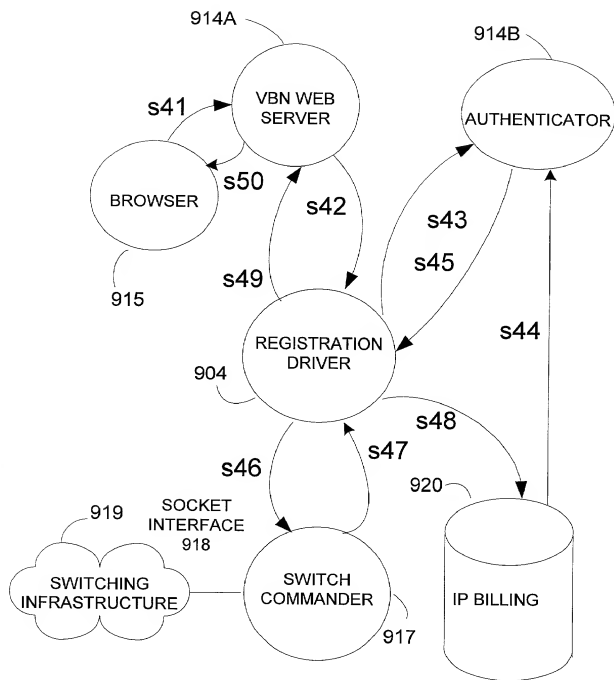 914A
914B
s41
VBN WEB
SERVER
AUTHENTICATOR
BROWSER
s50
s42
s43
s49
s45
915
REGISTRATION
DRIVER
s44
904
s48
s47
s46
920
919
SOCKET
INTERFACE
918
SWITCHING
INFRASTRUCTURE
SWITCH
COMMANDER
IP BILLING
917